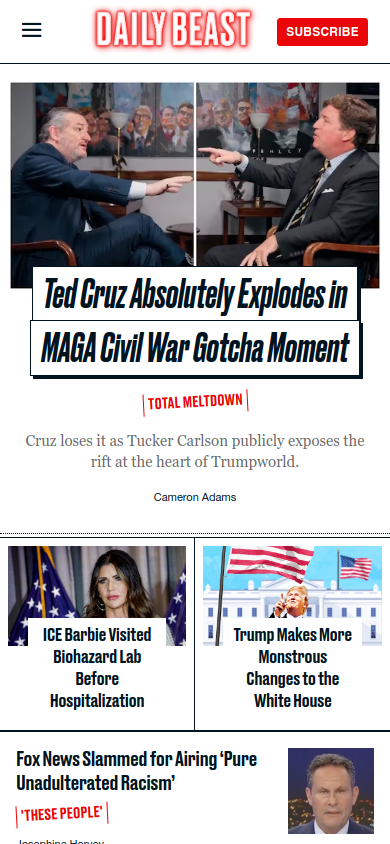 DAILY BEAST
SUBSCRIBE
Ted Cruz Absolutely Explodes in
MAGA Civil War Gotcha Moment
TOTAL MELTDOWN
Cruz loses it as Tucker Carlson publicly exposes the
rift at the heart of Trumpworld.
Cameron Adams
ICE Barbie Visited
Biohazard Lab
Before
Hospitalization
Trump Makes More
Monstrous
Changes to the
White House
Fox News Slammed for Airing ‘Pure
Unadulterated Racism’
'THESE PEOPLE'
Josephine Harvey